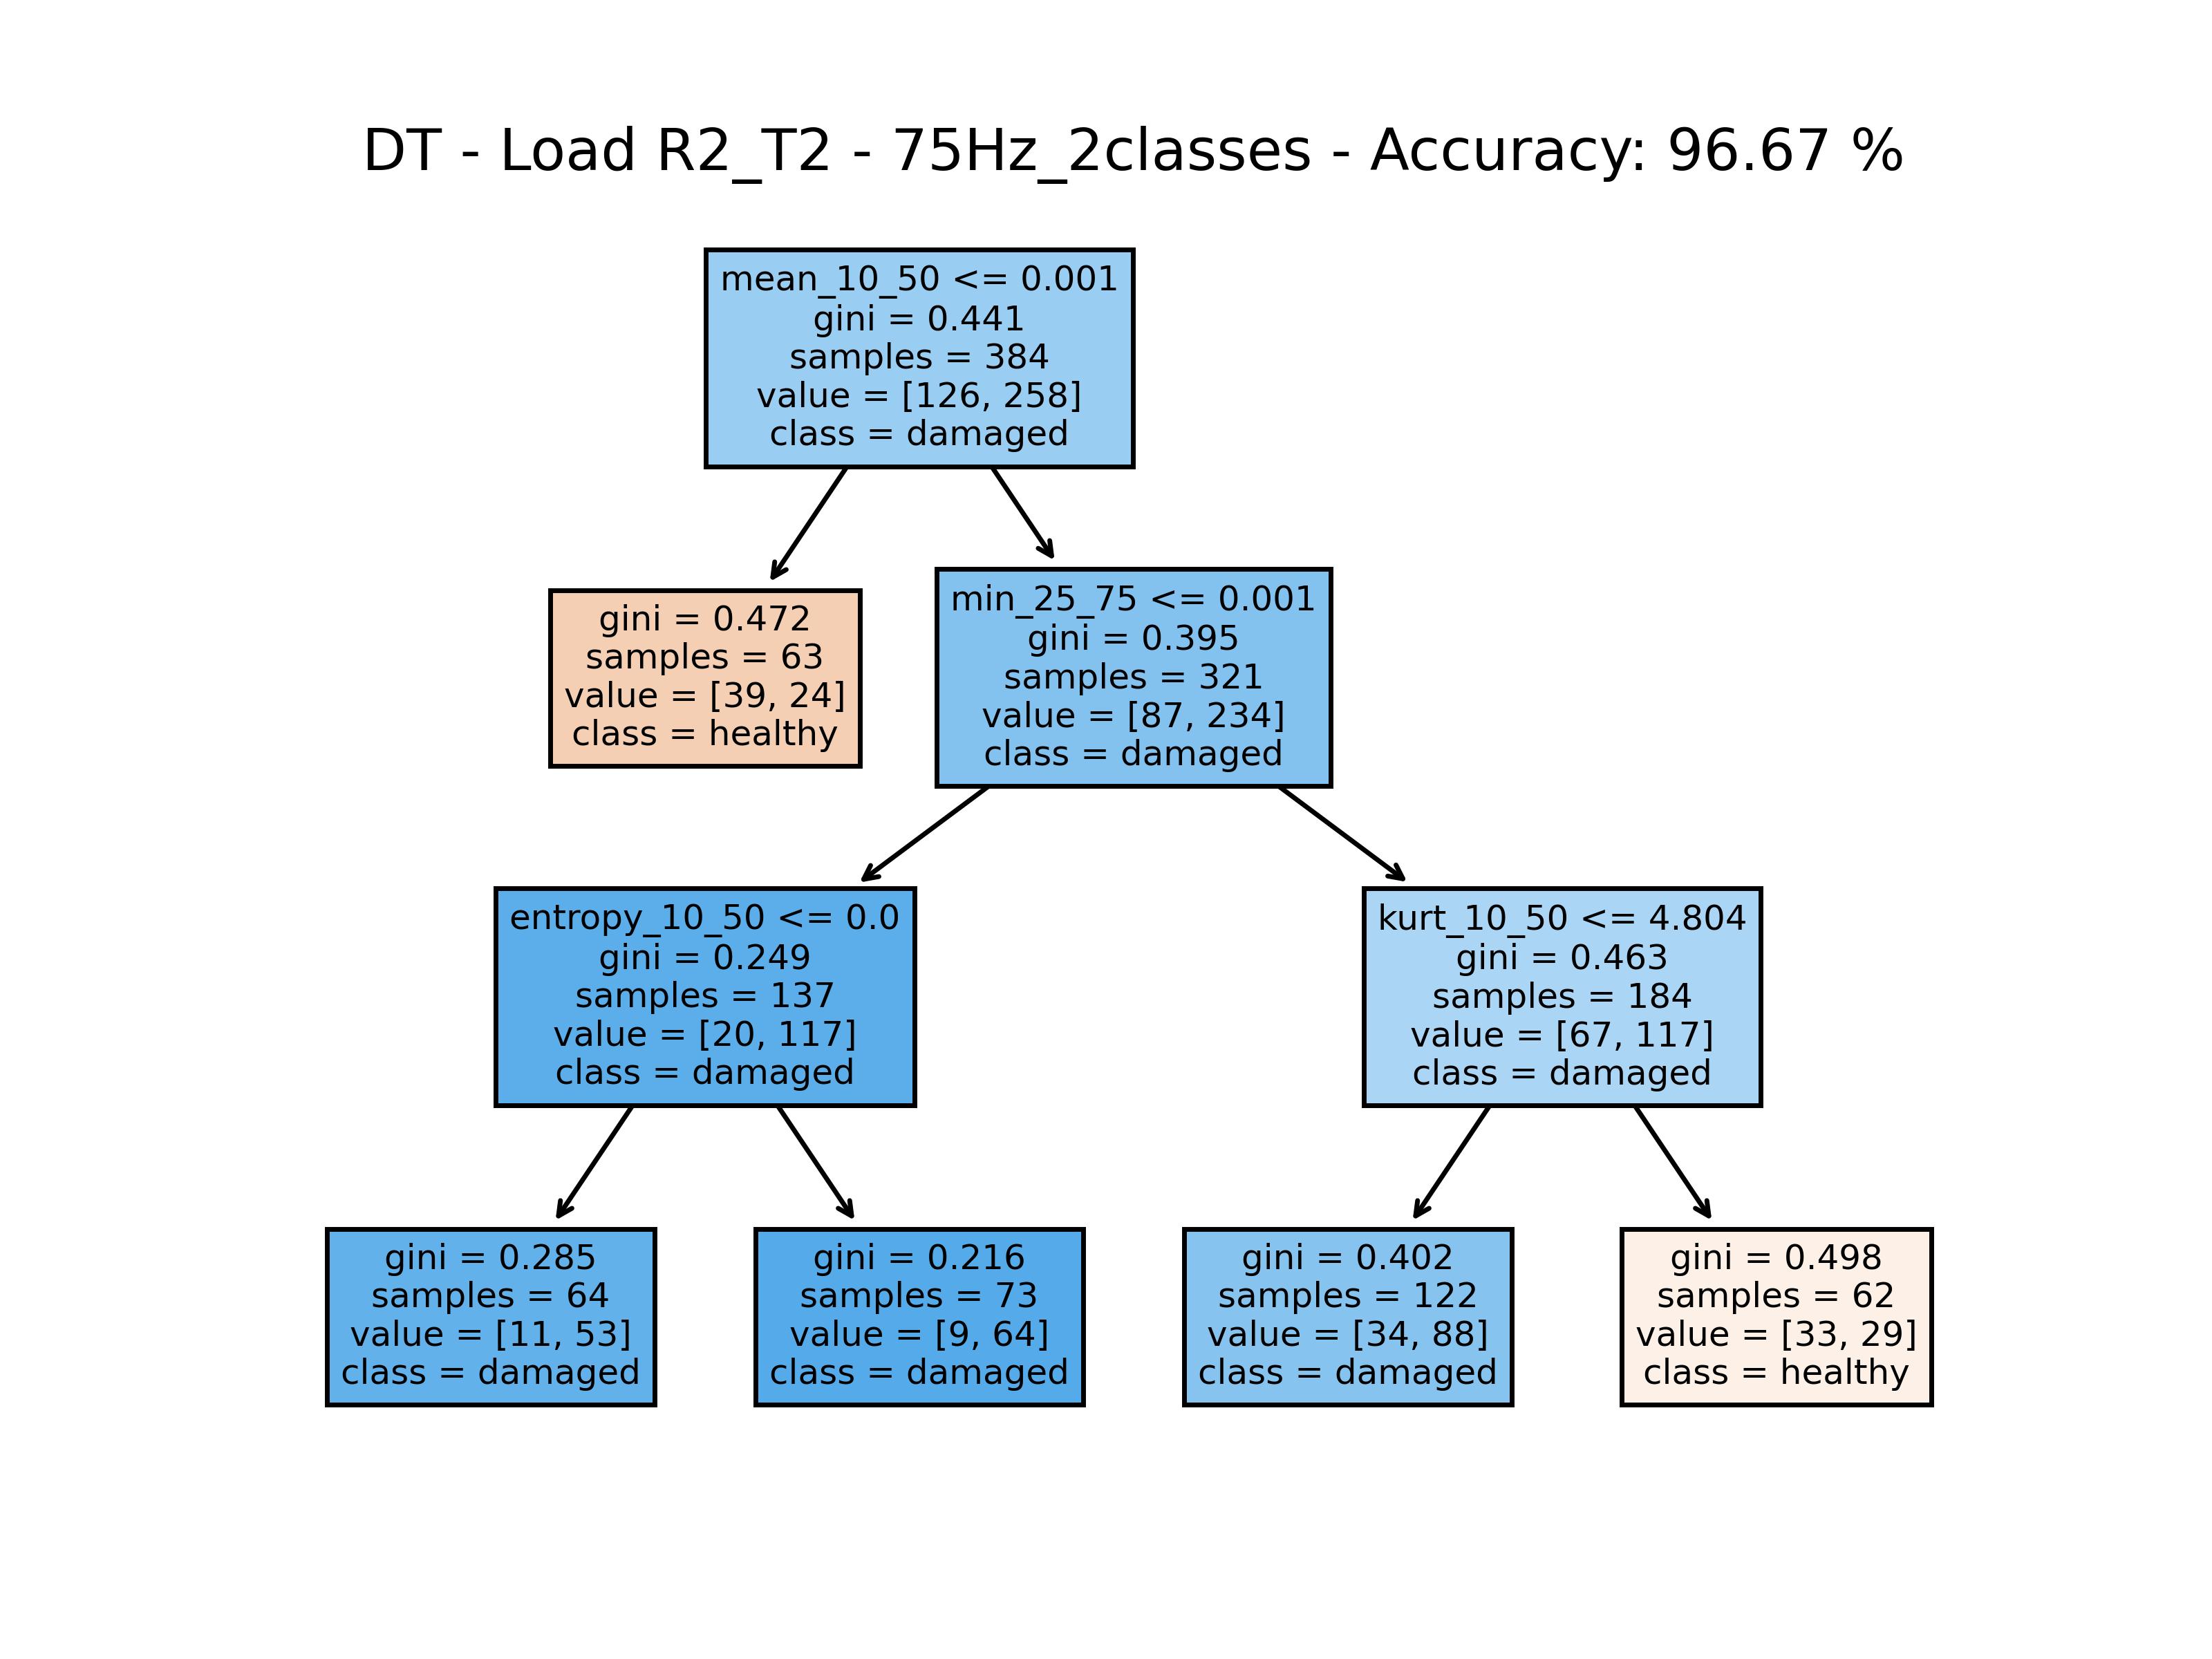 DT - Load R2_T2 - 75Hz_2classes - Accuracy: 96.67 %
mean_10_50 <= 0.001
gini = 0.441
samples = 384
value = [126, 258]
class = damaged
gini = 0.472
samples = 63
value = [39, 24]
class = healthy
min_25_75 <= 0.001
gini = 0.395
samples = 321
value = [87, 234]
class = damaged
entropy_10_50 <= 0.0
gini = 0.249
samples = 137
value = [20, 117]
class = damaged
kurt_10_50 <= 4.804
gini = 0.463
samples = 184
value = [67, 117]
class = damaged
gini = 0.285
samples = 64
value = [11, 53]
class = damaged
gini = 0.216
samples = 73
value = [9, 64]
class = damaged
gini = 0.402
samples = 122
value = [34, 88]
class = damaged
gini = 0.498
samples = 62
value = [33, 29]
class = healthy